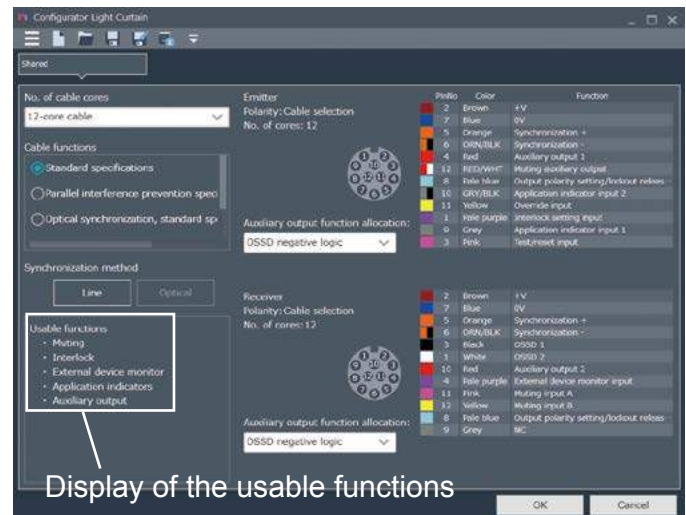 Configurator Light Curtain
Shared
No. of cable cores
12-core cable
Cable functions
Standard specifications
Parallel interference prevention speci
Optical synchronization, standard sp
Synchronization method
Line Optical
Usable functions
• Muting
• Interlock
• External device monitor
• Application indicators
• Auxiliary output
Display of the usable functions
Emitter
Polarity: Cable selection
No. of cores: 12
Auxiliary output function allocation:
OSSD negative logic
PinNo Color Function
2 Brown +V
7 Blue 0V
5 Orange Synchronization +
6 ORN/BLK Synchronization -
4 Red Auxiliary output 1
12 RED/WHT Muting auxiliary output
8 Pale blue Output polarity setting/lockout releas
10 GRY/BLK Application indicator input 2
11 Yellow Override input
1 Pale purple Interlock setting input
9 Grey Application indicator input 1
3 Pink Test/reset input
Receiver
Polarity: Cable selection
No. of cores: 12
Auxiliary output function allocation:
OSSD negative logic
2 Brown +V
7 Blue 0V
5 Orange Synchronization +
6 ORN/BLK Synchronization -
3 Black OSSD 1
1 White OSSD 2
10 Red Auxiliary output 2
4 Pale purple External device monitor input
11 Pink Muting input A
12 Yellow Muting input B
8 Pale blue Output polarity setting/lockout releas
9 Grey NC
OK Cancel